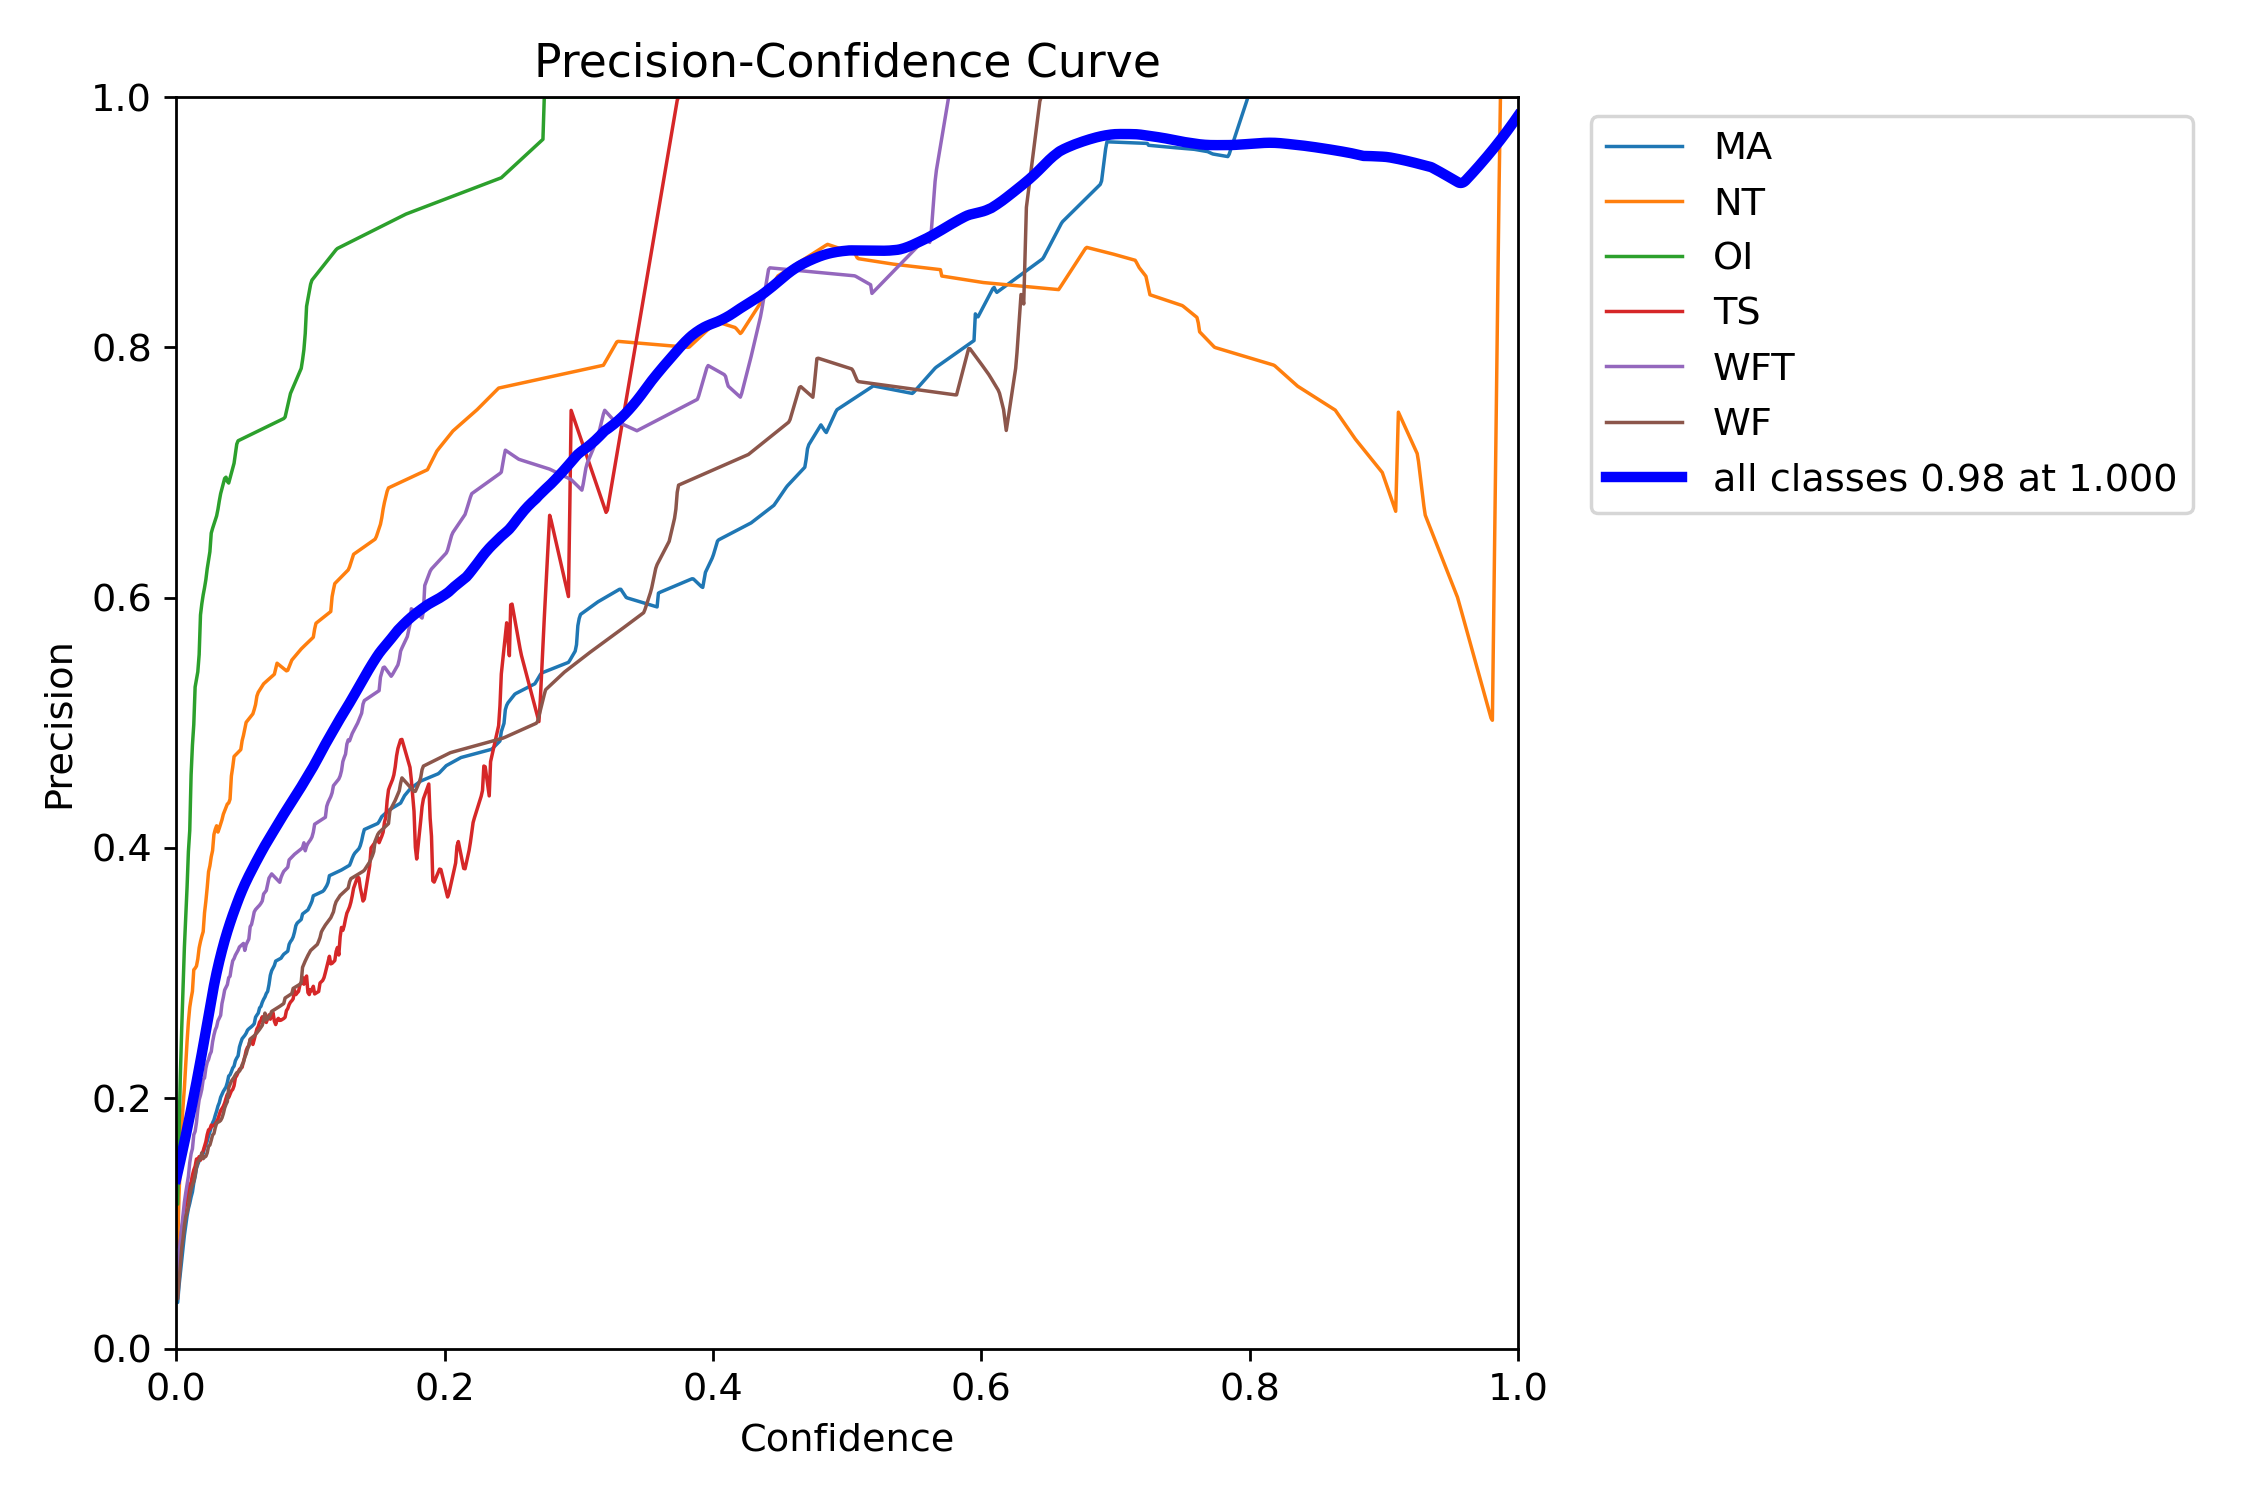 Precision-Confidence Curve
1.0
0.8
0.6
0.4
0.2
0.0
Precision
0.0 0.2 0.4 0.6 0.8 1.0
Confidence
MA
NT
OI
TS
WFT
WF
all classes 0.98 at 1.000